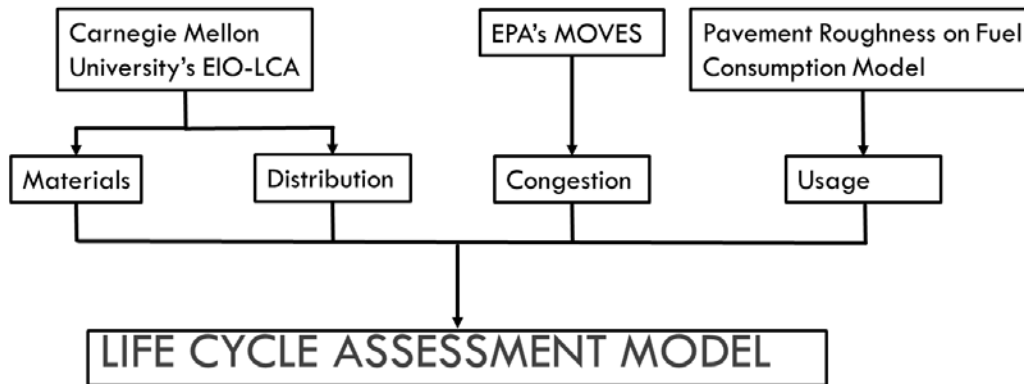 Carnegie Mellon
University's EIO-LCA
EPA's MOVES
Pavement Roughness on Fuel
Consumption Model
Materials
Distribution
Congestion
Usage
LIFE CYCLE ASSESSMENT MODEL